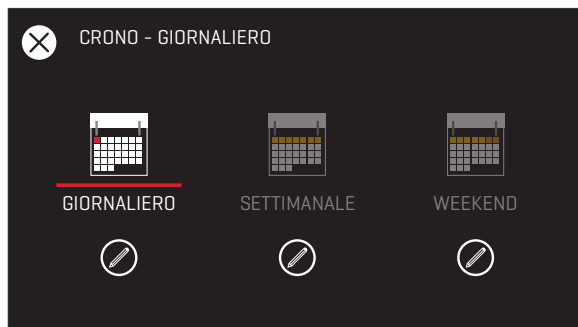 CRONO - GIORNALIERO
GIORNALIERO
SETTIMANALE
WEEKEND